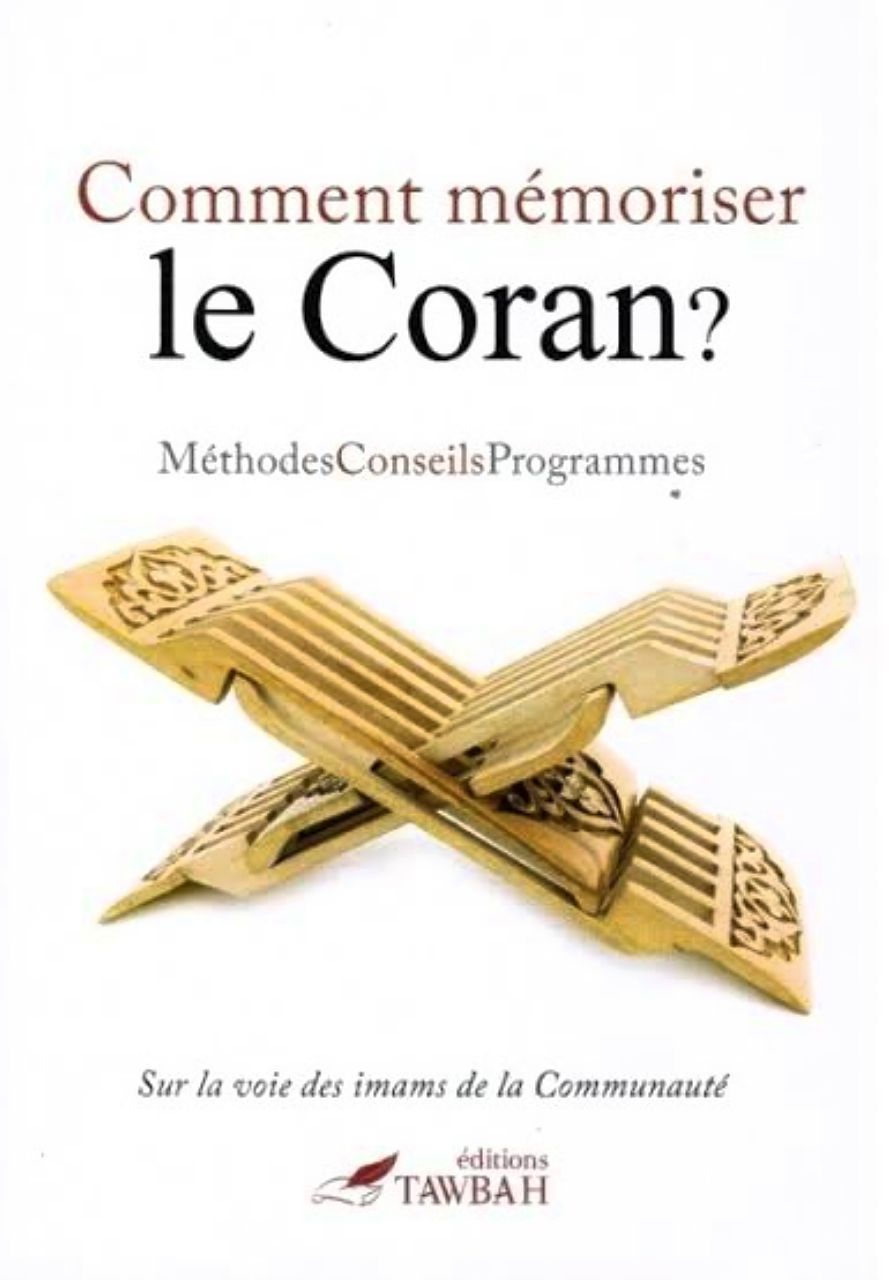 Comment mémoriser
le Coran?
MéthodesConseilsProgrammes
Sur la voie des imams de la Communauté
éditions
TAWBAH